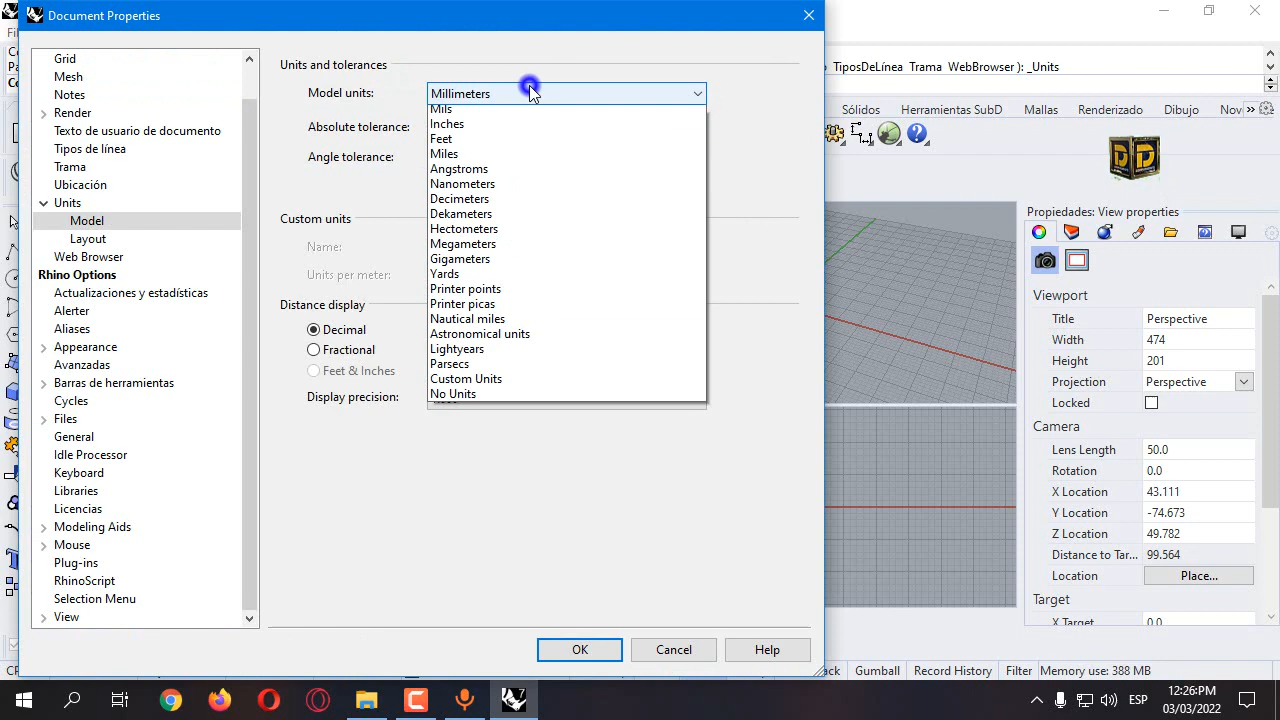 Document Properties
Grid
Mesh
Notes
Render
Texto de usuario de documento
Tipos de línea
Trama
Ubicación
Units
Model
Layout
Web Browser
Rhino Options
Actualizaciones y estadísticas
Alerter
Aliases
Appearance
Avanzadas
Barras de herramientas
Cycles
Files
General
Idle Processor
Keyboard
Libraries
Licencias
Modeling Aids
Mouse
Plug-ins
RhinoScript
Selection Menu
View
Units and tolerances
Model units: Millimeters
Absolute tolerance:
Angle tolerance:
Custom units
Name:
Units per meter:
Distance display
Decimal
Fractional
Feet & Inches
Display precision:
Mils
Inches
Feet
Miles
Angstroms
Nanometers
Decimeters
Dekameters
Hectometers
Megameters
Gigameters
Yards
Printer points
Printer picas
Nautical miles
Astronomical units
Lightyears
Parsecs
Custom Units
No Units
OK Cancel Help
TiposDeLínea Trama WebBrowser ): _Units
Sólidos Herramientas SubD Mallas Renderizado Dibujo Nue
Propiedades: View properties
Viewport
Title Perspective
Width 474
Height 201
Projection Perspective
Locked
Camera
Lens Length 50.0
Rotation 0.0
X Location 43.111
Y Location -74.673
Z Location 49.782
Distance to Tar... 99.564
Location Place...
Target
X Target 0.0
Gumball Record History Filter Memory use: 388 MB
ESP
12:26:PM
03/03/2022